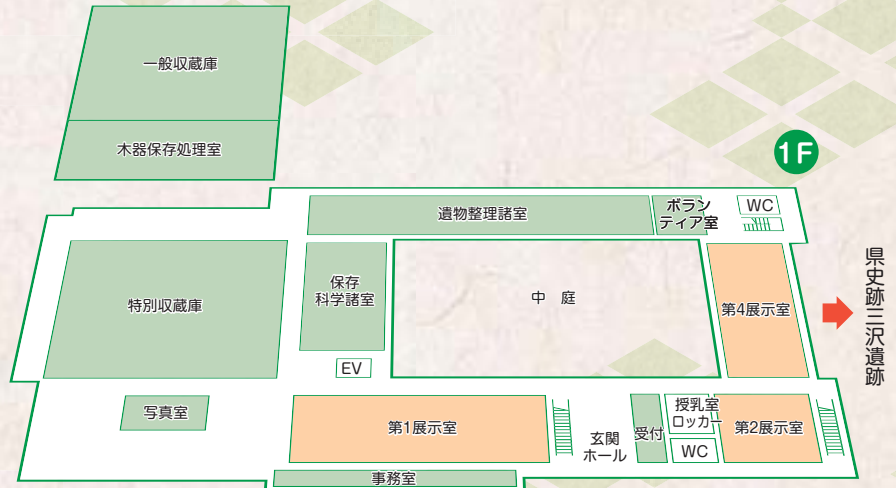 一般収蔵庫
木器保存処理室
1F
遺物整理諸室
ボラン
ティア室
WC
特別収蔵庫
保存
科学諸室
中 庭
第4展示室
県史跡三沢遺跡
EV
写真室
第1展示室
玄関
ホール
受付
授乳室
ロッカー
WC
第2展示室
事務室